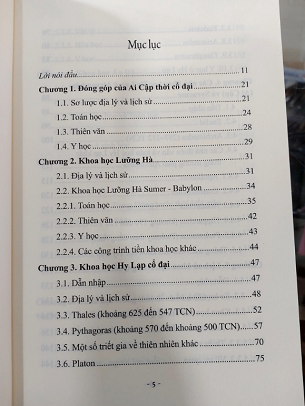 Mục lục
Lời nói đầu 11
Chương 1. Đóng góp của Ai Cập thời cổ đại 21
1.1. Sơ lược địa lý và lịch sử 21
1.2. Toán học 24
1.3. Thiên văn 28
1.4. Y học 29
Chương 2. Khoa học Lưỡng Hà 31
2.1. Địa lý và lịch sử 31
2.2. Khoa học Lưỡng Hà Sumer - Babylon 34
2.2.1. Toán học 35
2.2.2. Thiên văn 42
2.2.3. Y học 43
2.2.4. Các công trình tiền khoa học khác 44
Chương 3. Khoa học Hy Lạp cổ đại 47
3.1. Dẫn nhập 47
3.2. Địa lý và lịch sử 48
3.3. Thales (khoảng 625 đến 547 TCN) 52
3.4. Pythagoras (khoảng 570 đến khoảng 500 TCN) 57
3.5. Một số triết gia về thiên nhiên khác 70
3.6. Platon 75
- 5 -